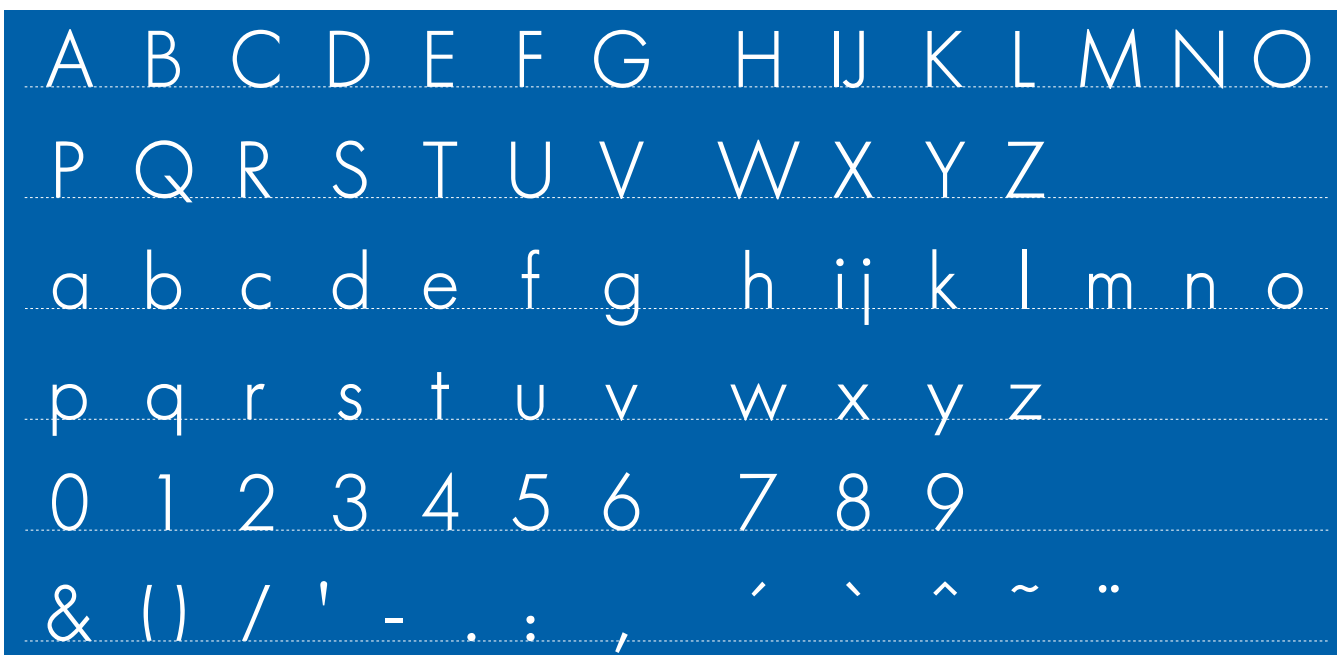 A B C D E F G H IJ K L M N O
P Q R S T U V W X Y Z
a b c d e f g h ij k l m n o
p q r s t u v w x y z
0 1 2 3 4 5 6 7 8 9
& () / ' - . : , ´ ` ^ ~ ¨